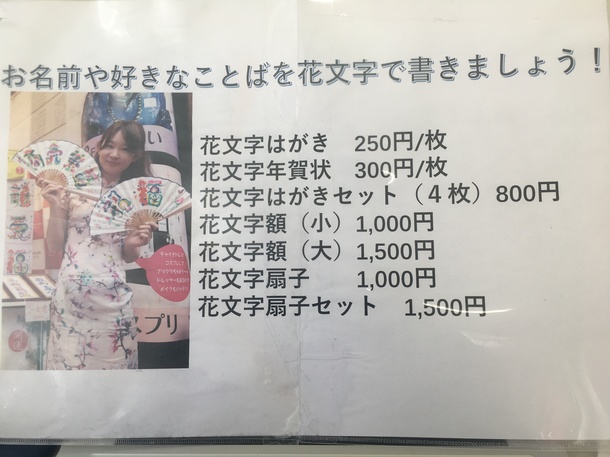 お名前や好きなことばを花文字で書きましょう！
花文字はがき　250円/枚
花文字年賀状　300円/枚
花文字はがきセット（４枚）800円
花文字額（小）1,000円
花文字額（大）1,500円
花文字扇子　1,000円
花文字扇子セット　1,500円
スプリ